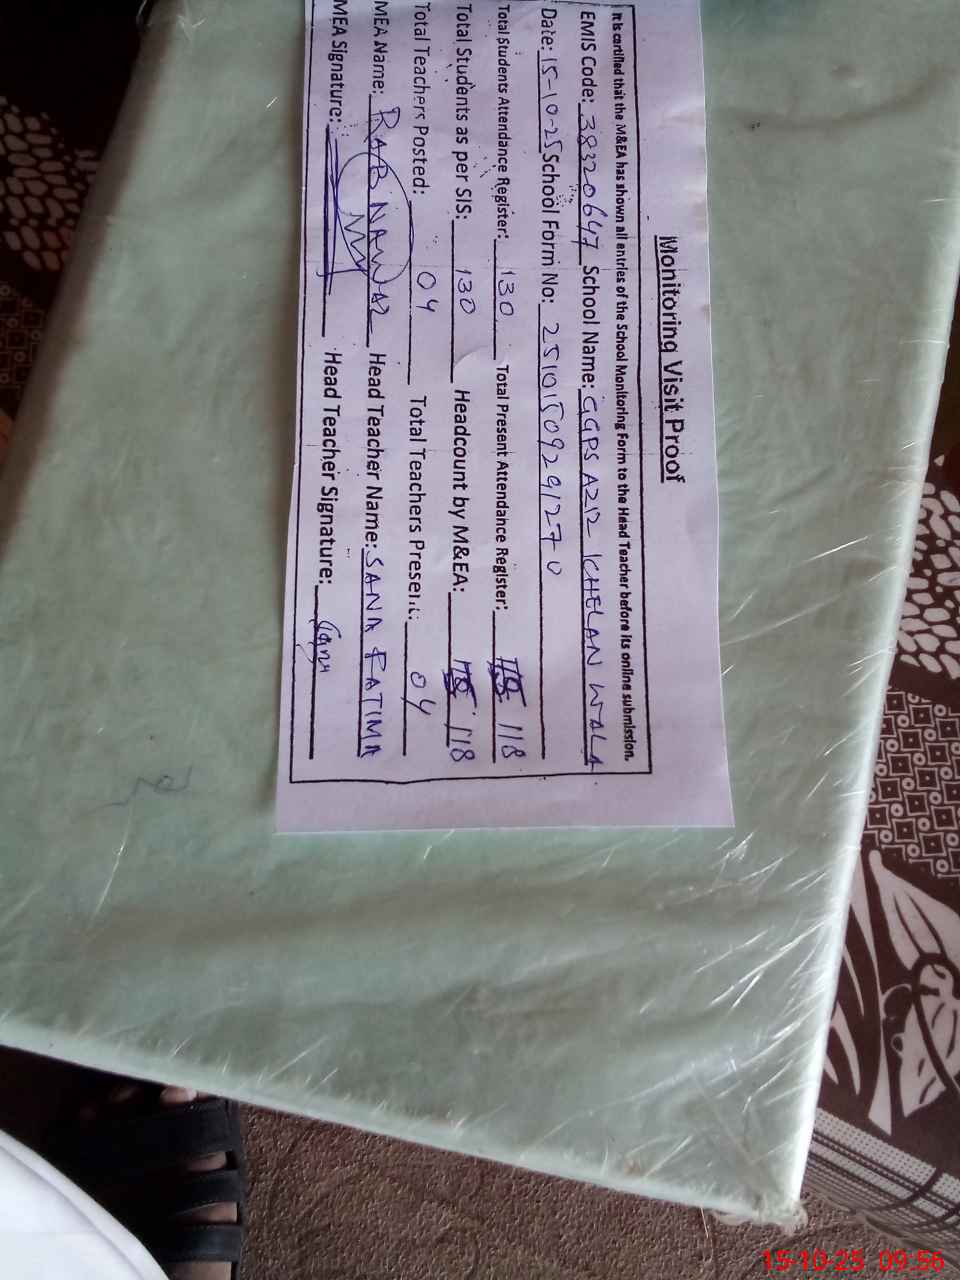 Monitoring Visit Proof
It is certified that the M&EA has shown all entries of the School Monitoring Form to the Head Teacher before its online submission.
EMIS Code: 38320647 School Name: GGPS AZIZ KHELAN WALA
Date: 15-10-25 School Form No: 25101509291270
Total Students Attendance Register: 130 Total Present Attendance Register: 118
Total Students as per SIS: 130 Headcount by M&EA: 118
Total Teachers Posted: 04 Total Teachers Present: 04
MEA Name: RAB NAWAZ Head Teacher Name: SANA FATIMA
MEA Signature: Head Teacher Signature:
15-10-25 09:56